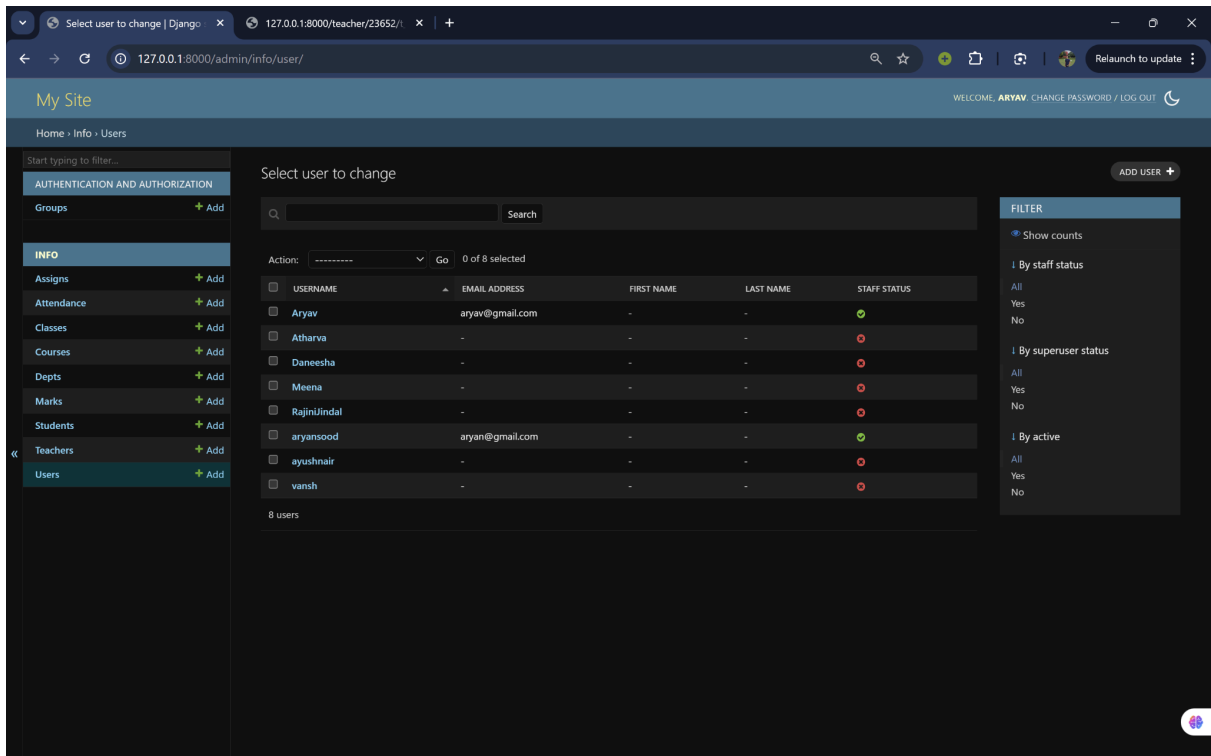 Select user to change | Django
127.0.0.1:8000/teacher/23652/t
127.0.0.1:8000/admin/info/user/
Relaunch to update
My Site
WELCOME, ARYAV. CHANGE PASSWORD / LOG OUT
Home › Info › Users
Start typing to filter...
AUTHENTICATION AND AUTHORIZATION
Groups + Add
INFO
Assigns + Add
Attendance + Add
Classes + Add
Courses + Add
Depts + Add
Marks + Add
Students + Add
Teachers + Add
Users + Add
«
Select user to change
ADD USER +
Search
Action: --------- Go 0 of 8 selected
USERNAME EMAIL ADDRESS FIRST NAME LAST NAME STAFF STATUS
Aryav aryav@gmail.com - -
Atharva - - -
Daneesha - - -
Meena - - -
RajiniJindal - - -
aryansood aryan@gmail.com - -
ayushnair - - -
vansh - - -
8 users
FILTER
Show counts
↓ By staff status
All
Yes
No
↓ By superuser status
All
Yes
No
↓ By active
All
Yes
No